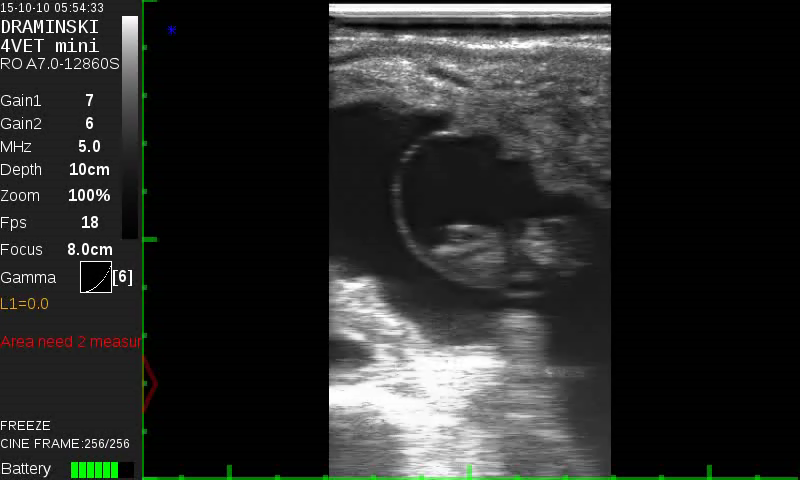 15-10-10 05:54:33
DRAMINSKI
4VET mini
RO A7.0-12860S
Gain1 7
Gain2 6
MHz 5.0
Depth 10cm
Zoom 100%
Fps 18
Focus 8.0cm
Gamma [6]
L1=0.0
Area need 2 measur
FREEZE
CINE FRAME:256/256
Battery